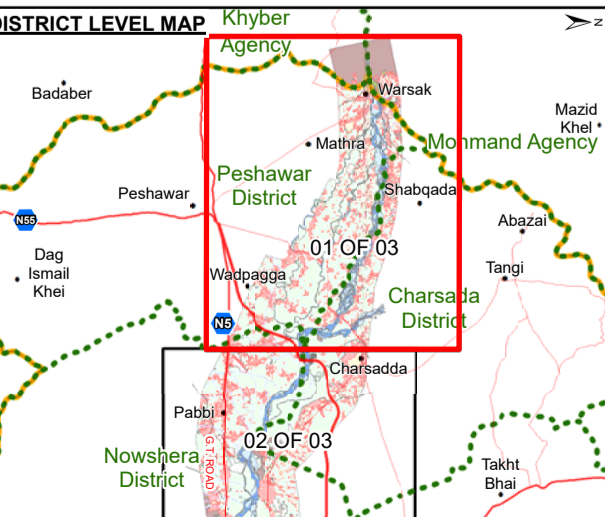 DISTRICT LEVEL MAP
Khyber
Agency
N
Badaber
Warsak
Mazid
Khel
Mathra
Mohmand Agency
Peshawar
District
Peshawar
Shabqada
N55
Abazai
01 OF 03
Dag
Ismail
Khei
Wadpagga
Tangi
Charsada
District
N5
Charsadda
Pabbi
02 OF 03
G.T. ROAD
Nowshera
District
Takht
Bhai